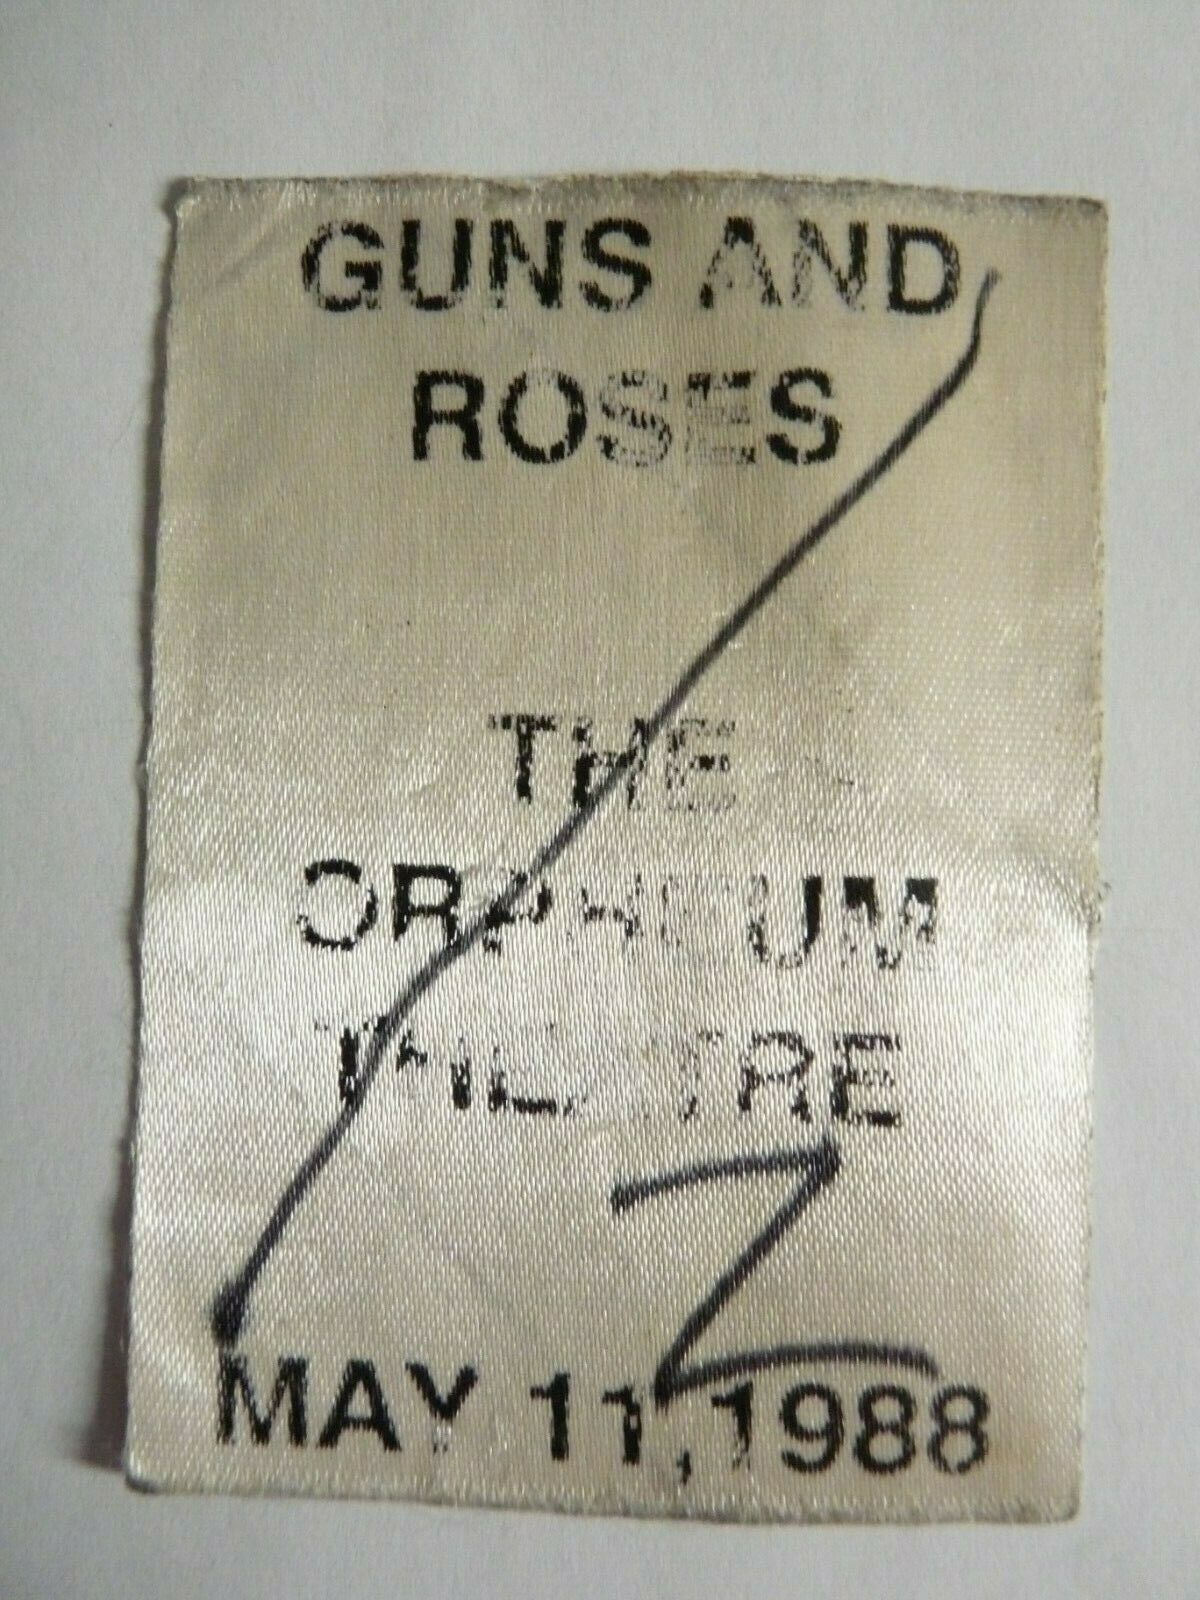 GUNS AND
ROSES
THE
ORPHEUM
THEATRE
Z
MAY 11, 1988